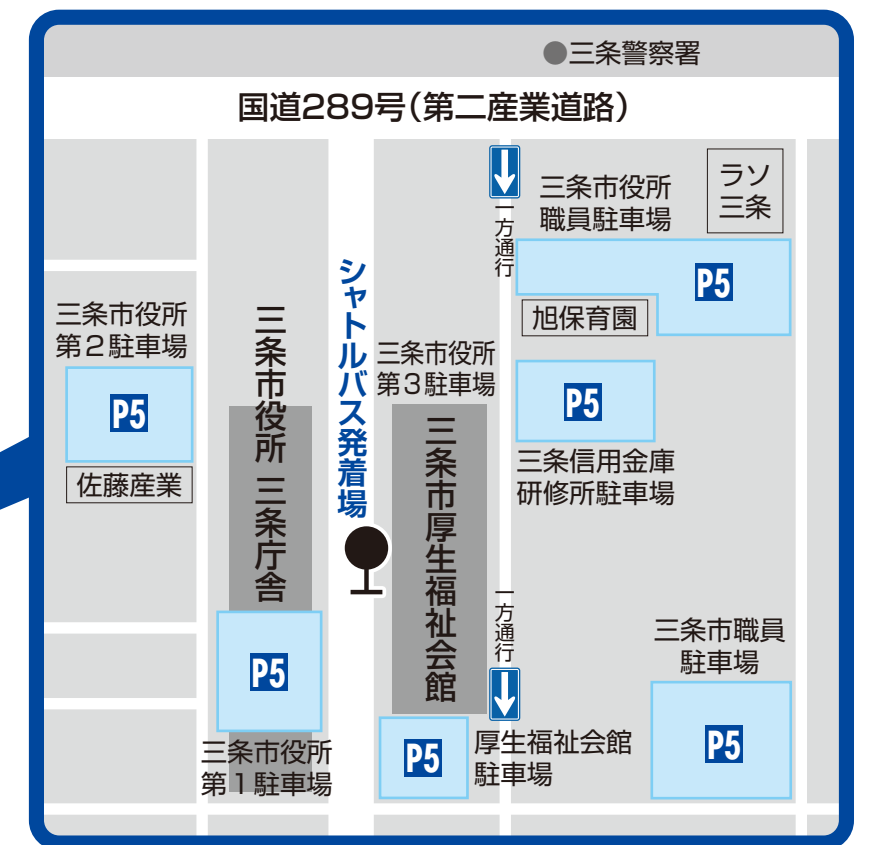 ●三条警察署
国道289号（第二産業道路）
三条市役所
職員駐車場
ラソ
三条
一方通行
P5
旭保育園
シャトルバス発着場
三条市役所
第２駐車場
P5
佐藤産業
三条市役所 三条庁舎
三条市役所
第３駐車場
三条市厚生福祉会館
P5
三条信用金庫
研修所駐車場
一方通行
三条市職員
駐車場
P5
P5
三条市役所
第１駐車場
P5
厚生福祉会館
駐車場